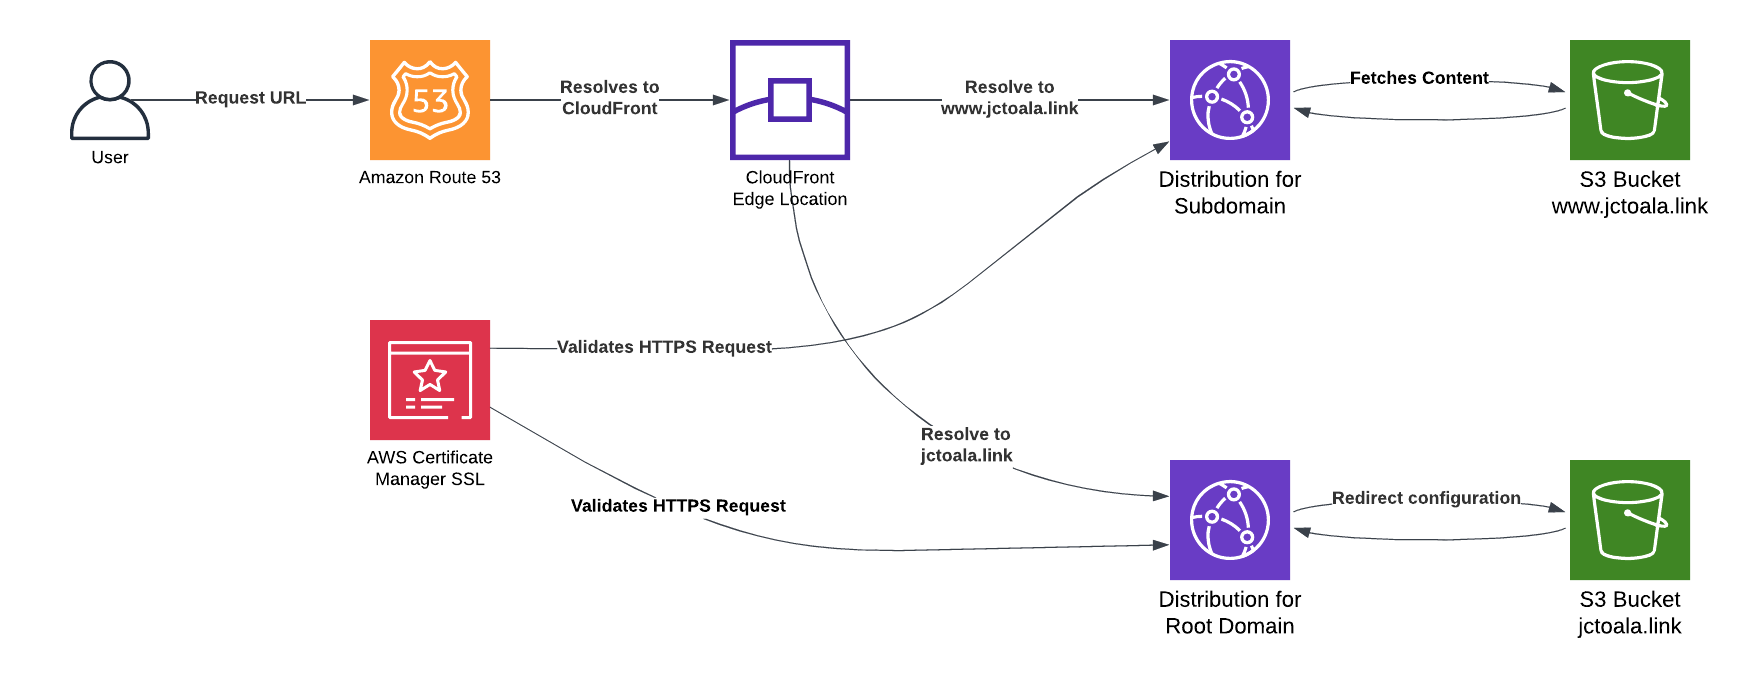 Request URL
53
Resolves to
CloudFront
Resolve to
www.jctoala.link
Fetches Content
User
Amazon Route 53
CloudFront
Edge Location
Distribution for
Subdomain
S3 Bucket
www.jctoala.link
Validates HTTPS Request
AWS Certificate
Manager SSL
Resolve to
jctoala.link
Validates HTTPS Request
Redirect configuration
Distribution for
Root Domain
S3 Bucket
jctoala.link